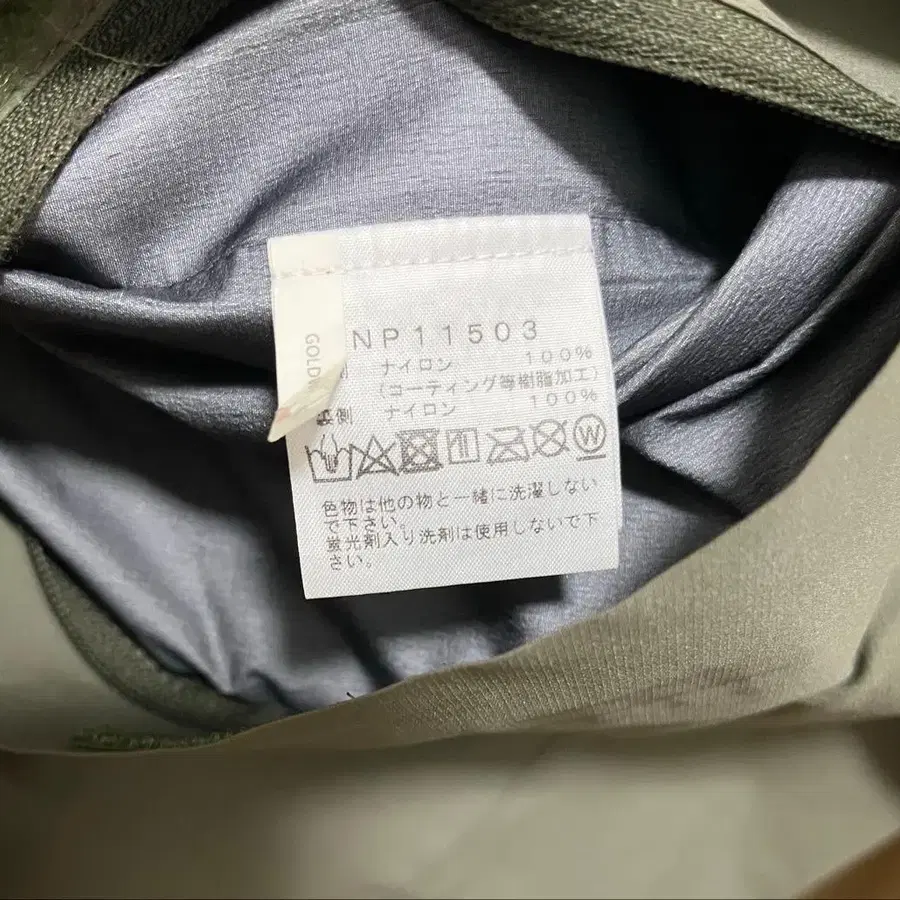 GOLDW
NP11503
ナイロン 100%
(コーティング等樹脂加工)
裏側 ナイロン 100%
W
色物は他の物と一緒に洗濯しない
で下さい。
蛍光剤入り洗剤は使用しないで下
さい。